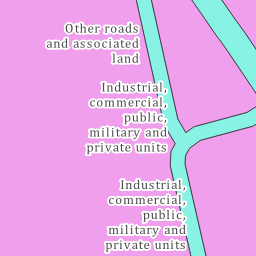 Other roads
and associated
land
Industrial,
commercial,
public,
military and
private units
Industrial,
commercial,
public,
military and
private units